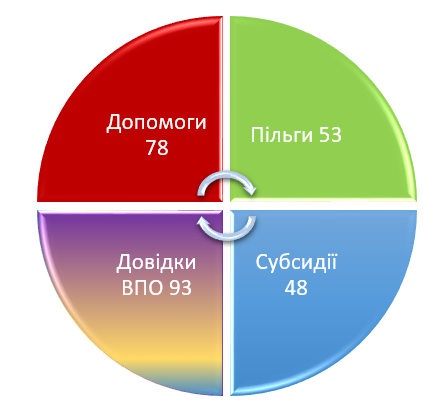 Допомоги
78
Пільги 53
Довідки
ВПО 93
Субсидії
48